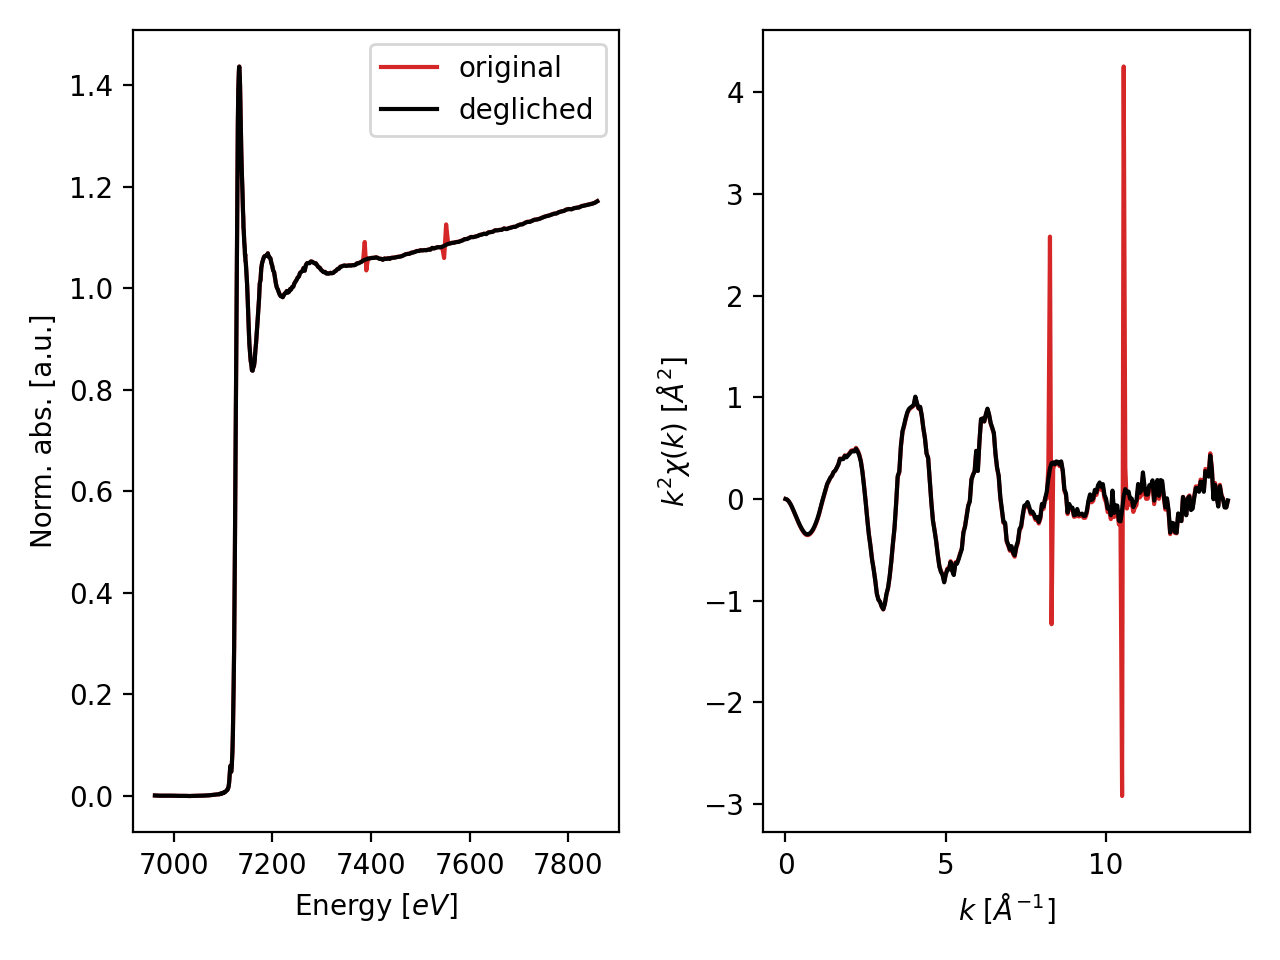 original
degliched
Norm. abs. [a.u.]
1.4
1.2
1.0
0.8
0.6
0.4
0.2
0.0
7000 7200 7400 7600 7800
Energy [eV]
k²χ(k) [Å²]
4
3
2
1
0
−1
−2
−3
0 5 10
k [Å⁻¹]